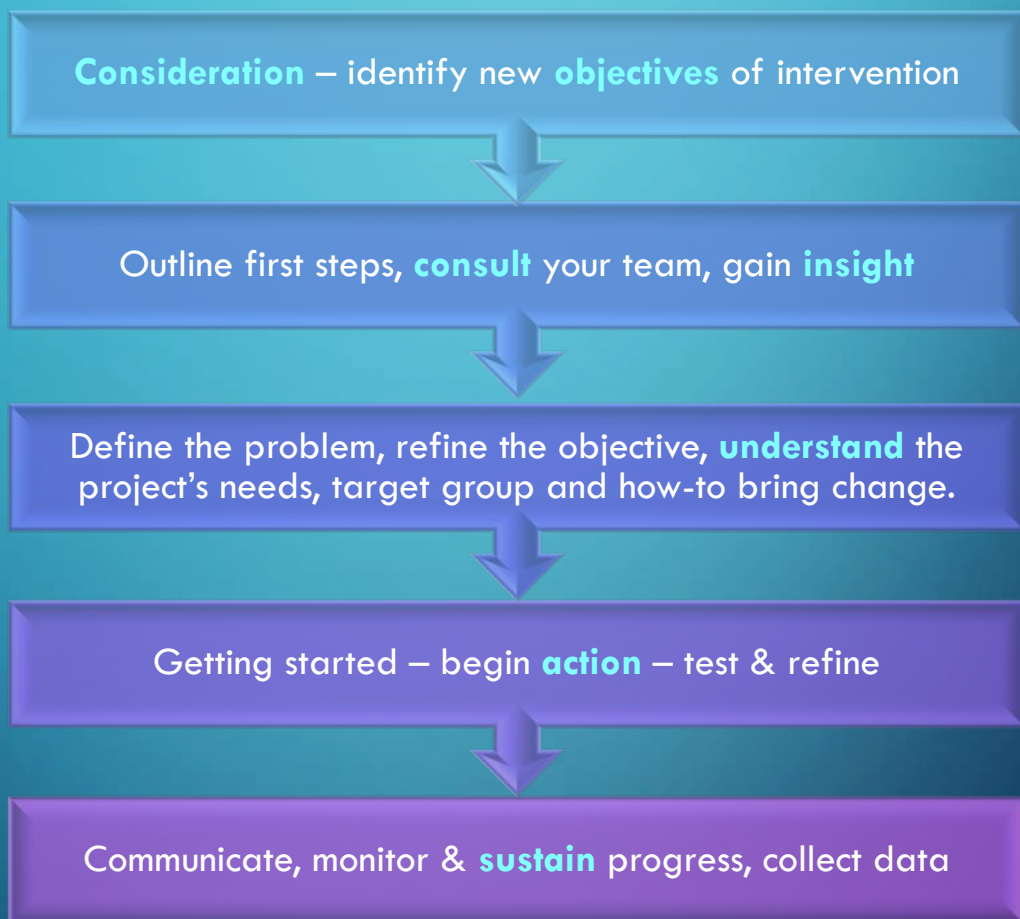 Consideration – identify new objectives of intervention
Outline first steps, consult your team, gain insight
Define the problem, refine the objective, understand the
project's needs, target group and how-to bring change.
Getting started – begin action – test & refine
Communicate, monitor & sustain progress, collect data